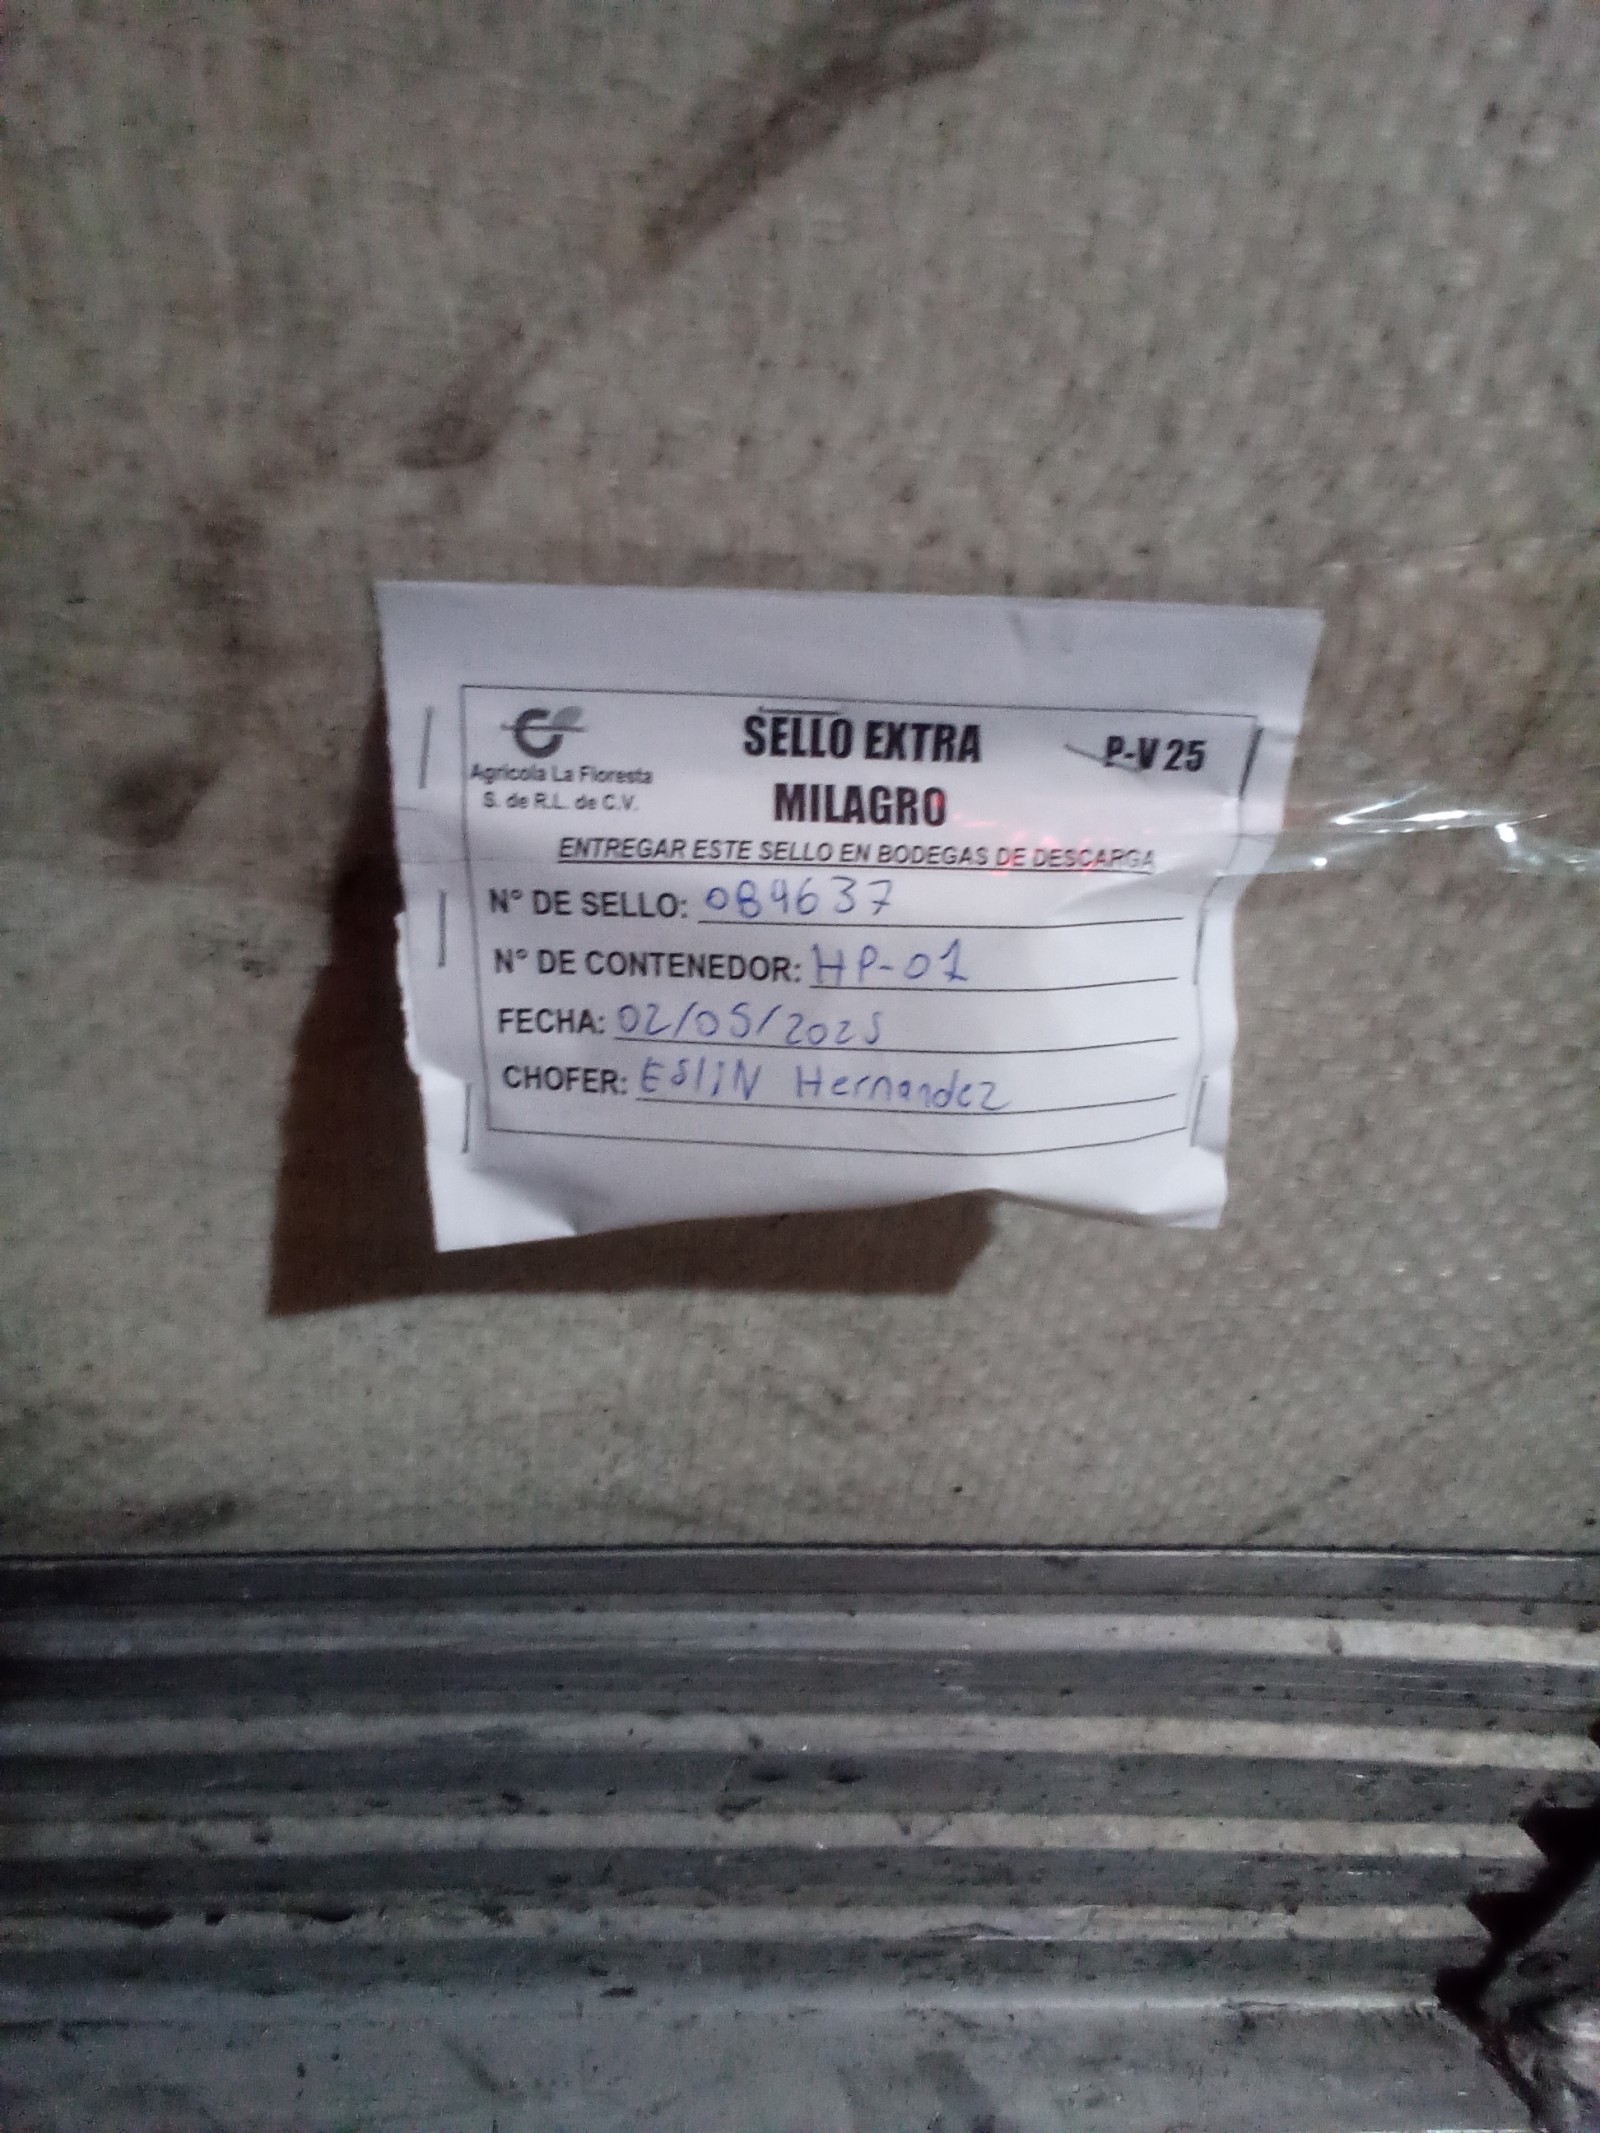 Agricola La Floresta
S. de R.L. de C.V.
SELLO EXTRA
MILAGRO
P-V 25
ENTREGAR ESTE SELLO EN BODEGAS DE DESCARGA
N° DE SELLO: 089637
N° DE CONTENEDOR: HP-01
FECHA: 02/05/2025
CHOFER: Eslin Hernandez